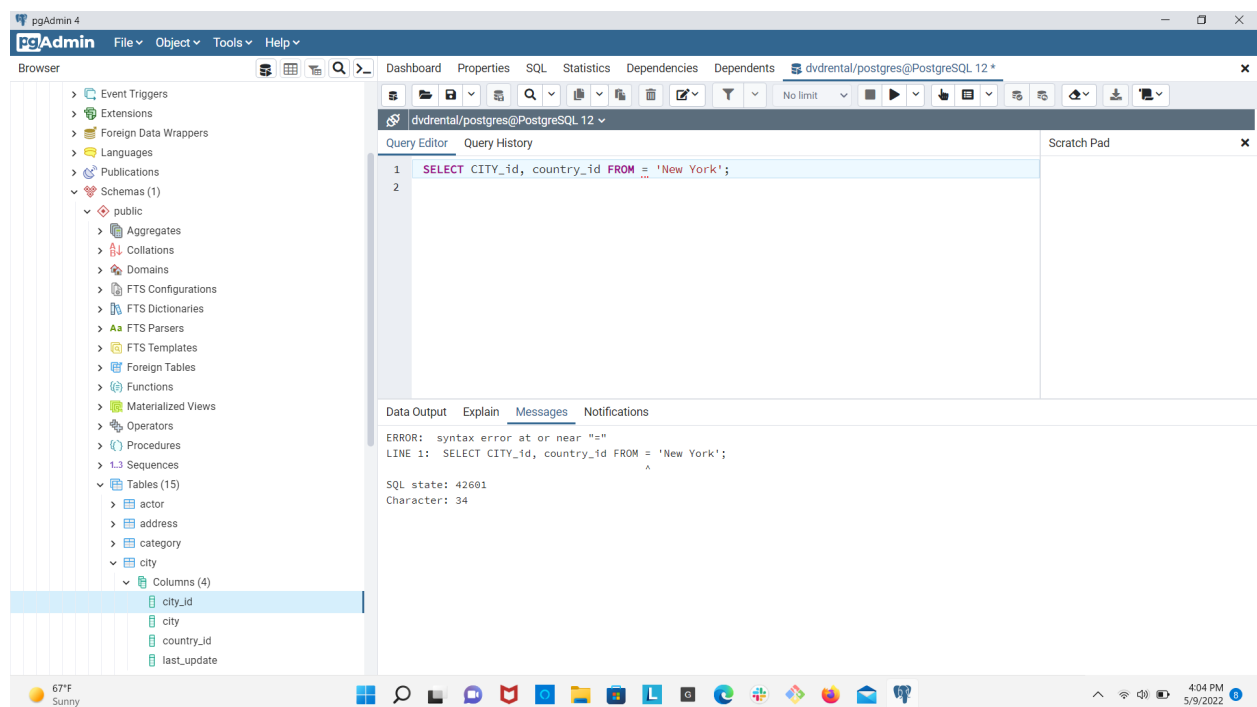 pgAdmin 4
pgAdmin File Object Tools Help
Browser
Dashboard Properties SQL Statistics Dependencies Dependents dvdrental/postgres@PostgreSQL 12 *
No limit
dvdrental/postgres@PostgreSQL 12
Query Editor Query History
Scratch Pad
1 SELECT CITY_id, country_id FROM = 'New York';
2
Event Triggers
Extensions
Foreign Data Wrappers
Languages
Publications
Schemas (1)
public
Aggregates
Collations
Domains
FTS Configurations
FTS Dictionaries
Aa FTS Parsers
FTS Templates
Foreign Tables
Functions
Materialized Views
Operators
Procedures
1..3 Sequences
Tables (15)
actor
address
category
city
Columns (4)
city_id
city
country_id
last_update
Data Output Explain Messages Notifications
ERROR: syntax error at or near "="
LINE 1: SELECT CITY_id, country_id FROM = 'New York';
^
SQL state: 42601
Character: 34
67°F
Sunny
L
G
4:04 PM
5/9/2022
8